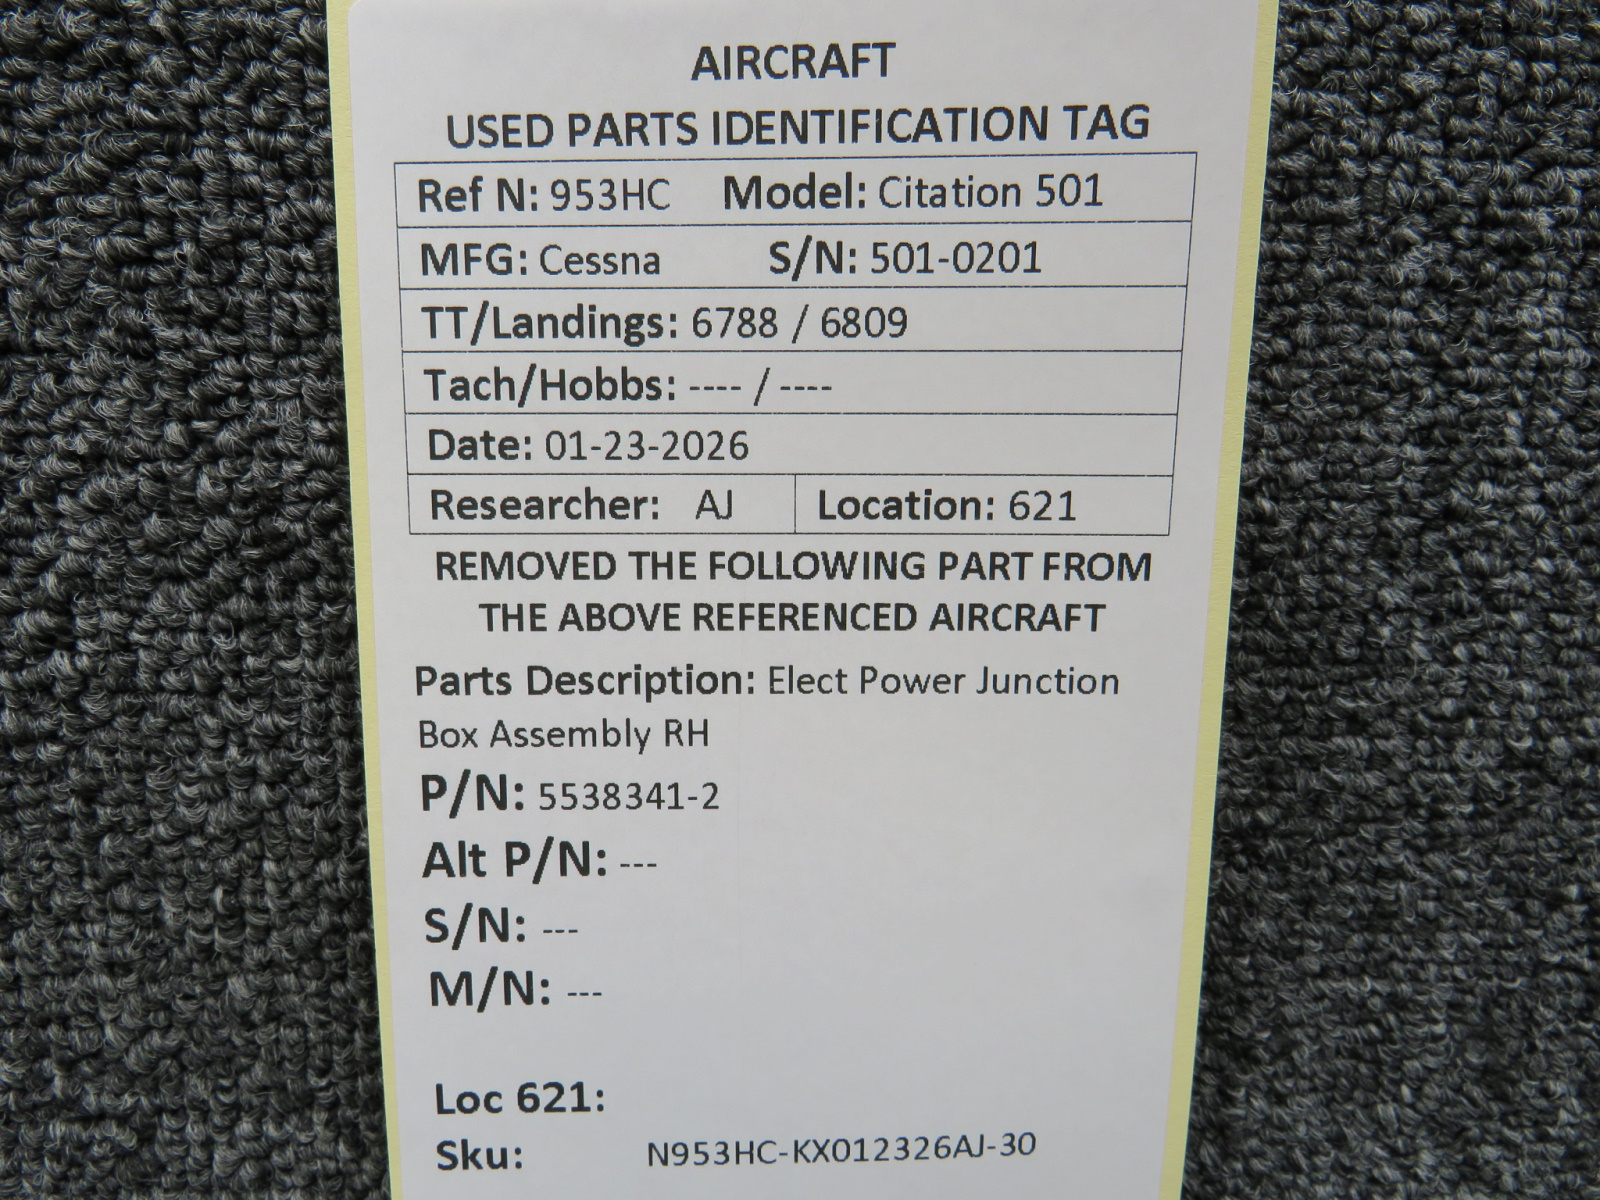 AIRCRAFT
USED PARTS IDENTIFICATION TAG
Ref N: 953HC Model: Citation 501
MFG: Cessna S/N: 501-0201
TT/Landings: 6788 / 6809
Tach/Hobbs: ---- / ----
Date: 01-23-2026
Researcher: AJ Location: 621
REMOVED THE FOLLOWING PART FROM
THE ABOVE REFERENCED AIRCRAFT
Parts Description: Elect Power Junction
Box Assembly RH
P/N: 5538341-2
Alt P/N: ---
S/N: ---
M/N: ---
Loc 621:
Sku: N953HC-KX012326AJ-30